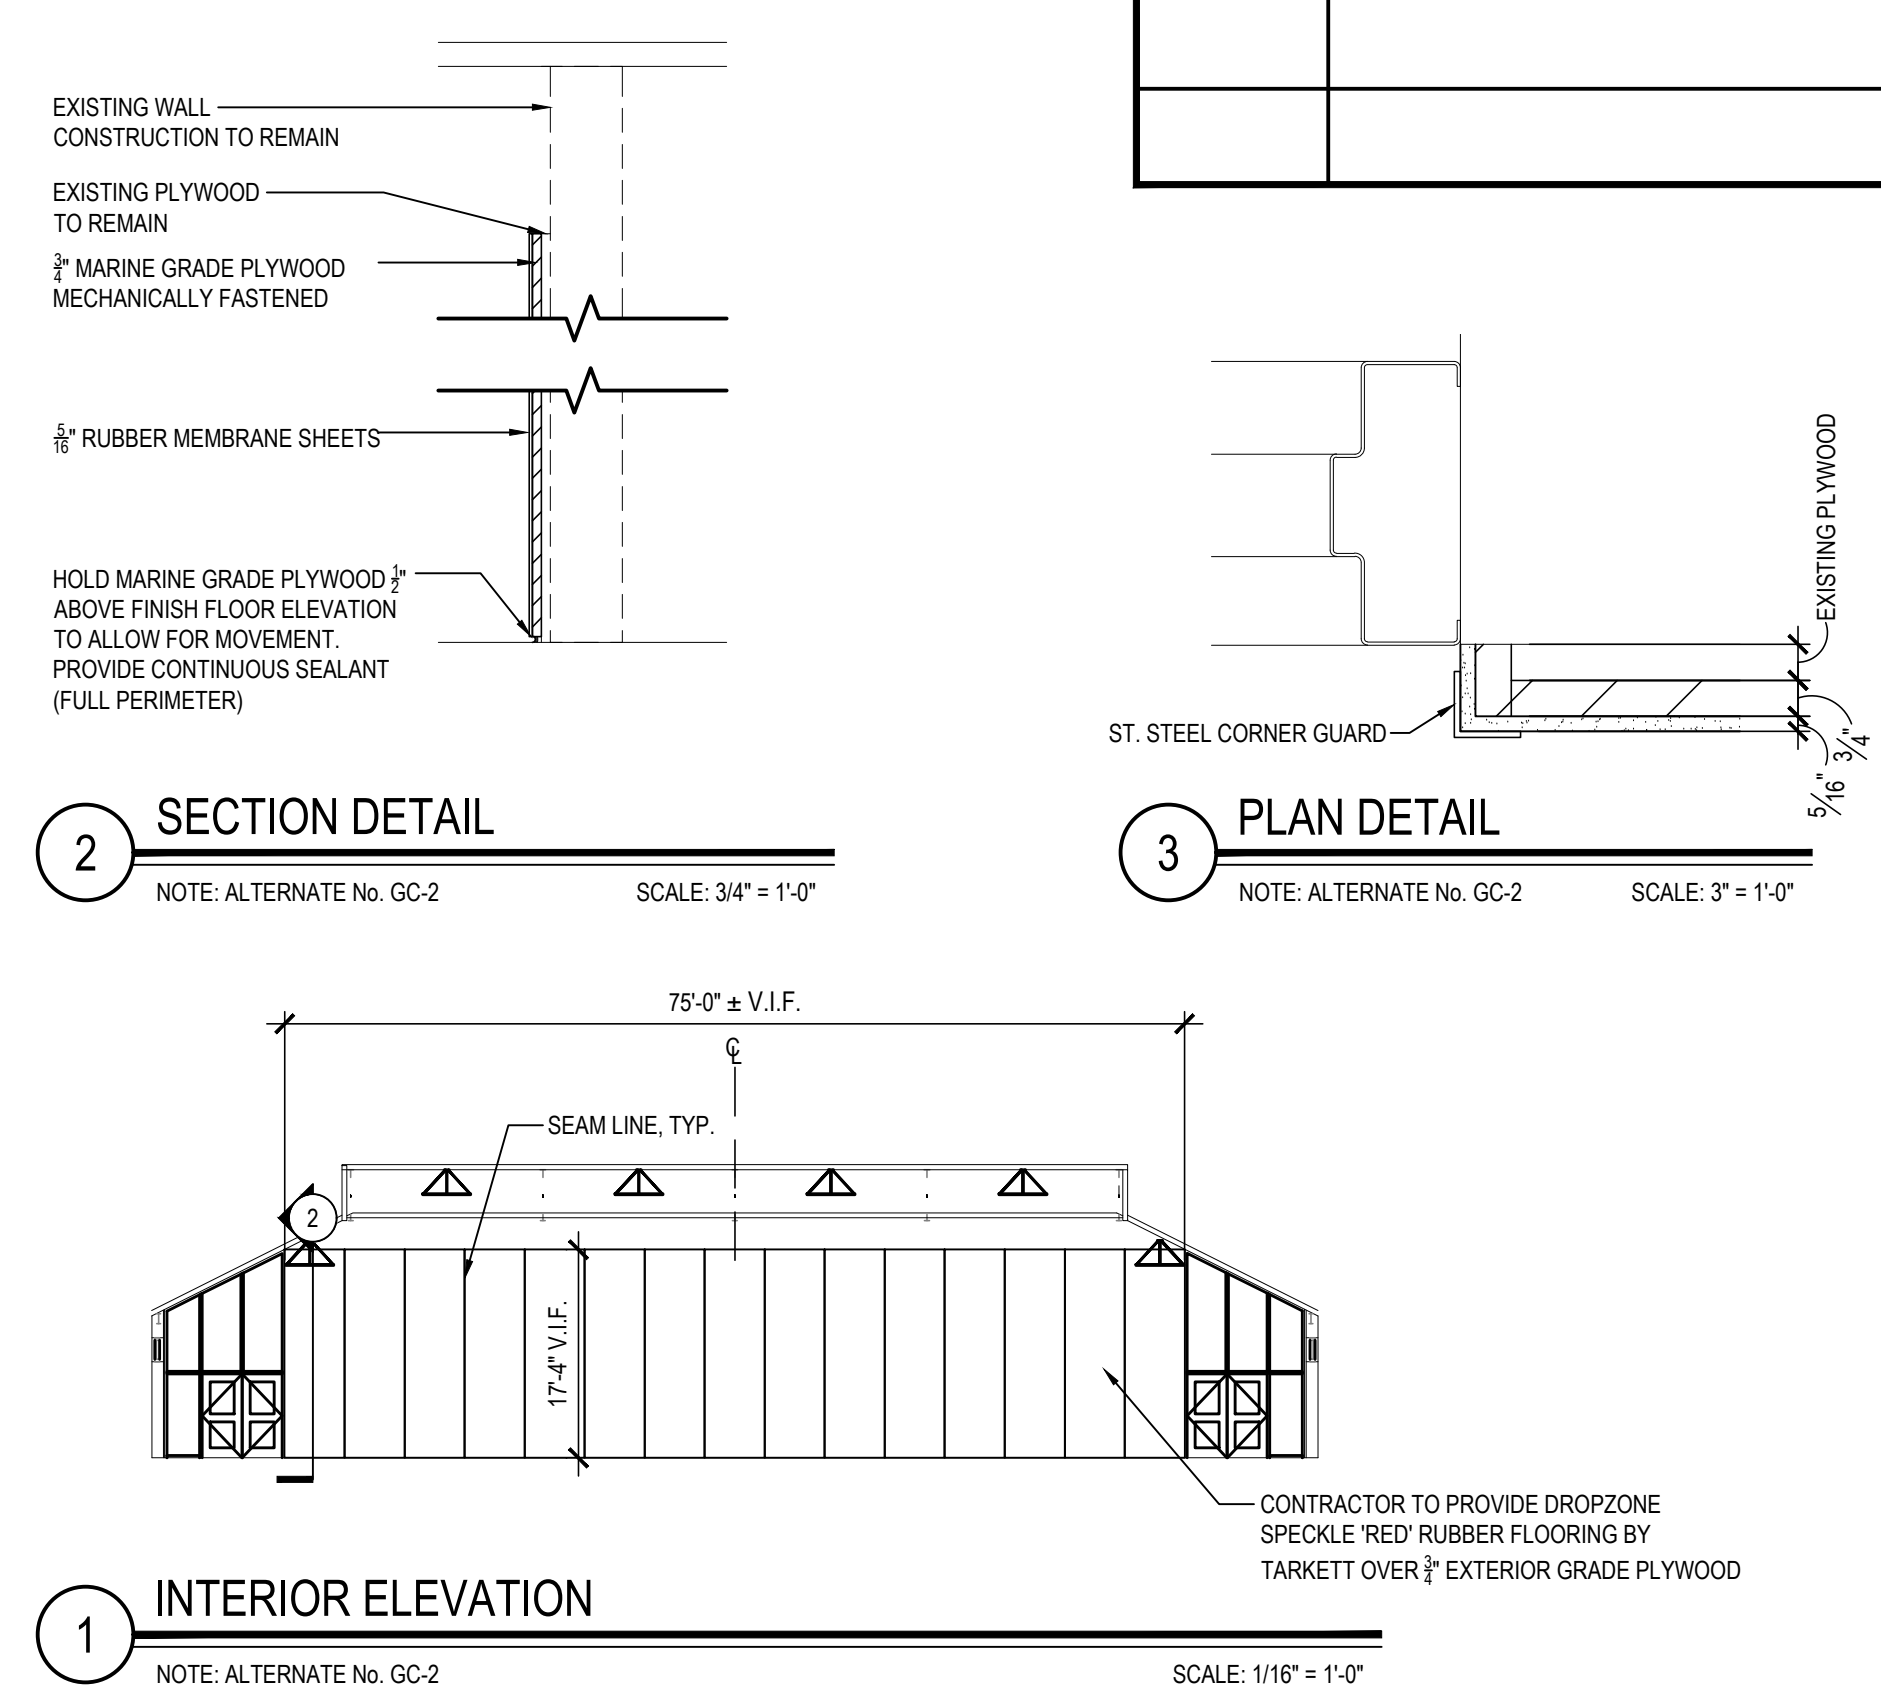 EXISTING WALL
CONSTRUCTION TO REMAIN
EXISTING PLYWOOD
TO REMAIN
3/4" MARINE GRADE PLYWOOD
MECHANICALLY FASTENED
5/16" RUBBER MEMBRANE SHEETS
HOLD MARINE GRADE PLYWOOD 1/2"
ABOVE FINISH FLOOR ELEVATION
TO ALLOW FOR MOVEMENT.
PROVIDE CONTINUOUS SEALANT
(FULL PERIMETER)
2
SECTION DETAIL
NOTE: ALTERNATE No. GC-2
SCALE: 3/4" = 1'-0"
EXISTING PLYWOOD
3/4"
5/16"
ST. STEEL CORNER GUARD
3
PLAN DETAIL
NOTE: ALTERNATE No. GC-2
SCALE: 3" = 1'-0"
75'-0" ± V.I.F.
℄
SEAM LINE, TYP.
2
17'-4" V.I.F.
CONTRACTOR TO PROVIDE DROPZONE
SPECKLE 'RED' RUBBER FLOORING BY
TARKETT OVER 3/4" EXTERIOR GRADE PLYWOOD
1
INTERIOR ELEVATION
NOTE: ALTERNATE No. GC-2
SCALE: 1/16" = 1'-0"